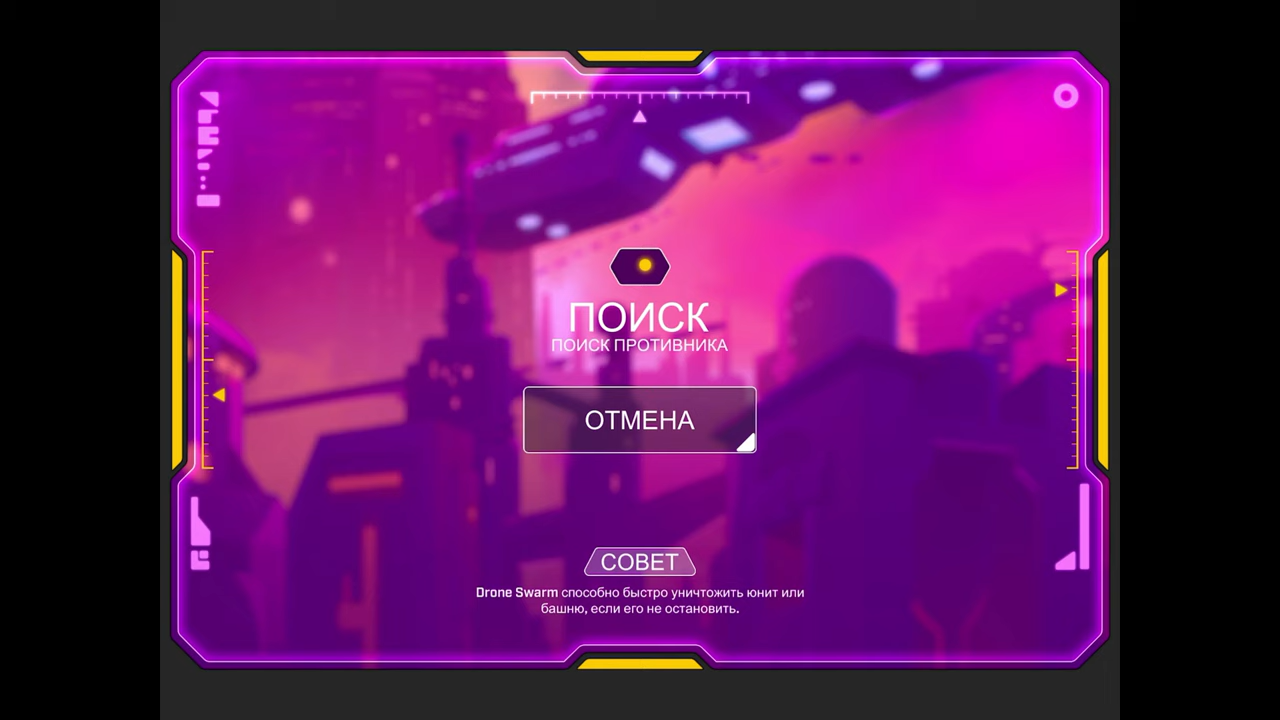 ПОИСК
ПОИСК ПРОТИВНИКА
ОТМЕНА
СОВЕТ
Drone Swarm способно быстро уничтожить юнит или
башню, если его не остановить.